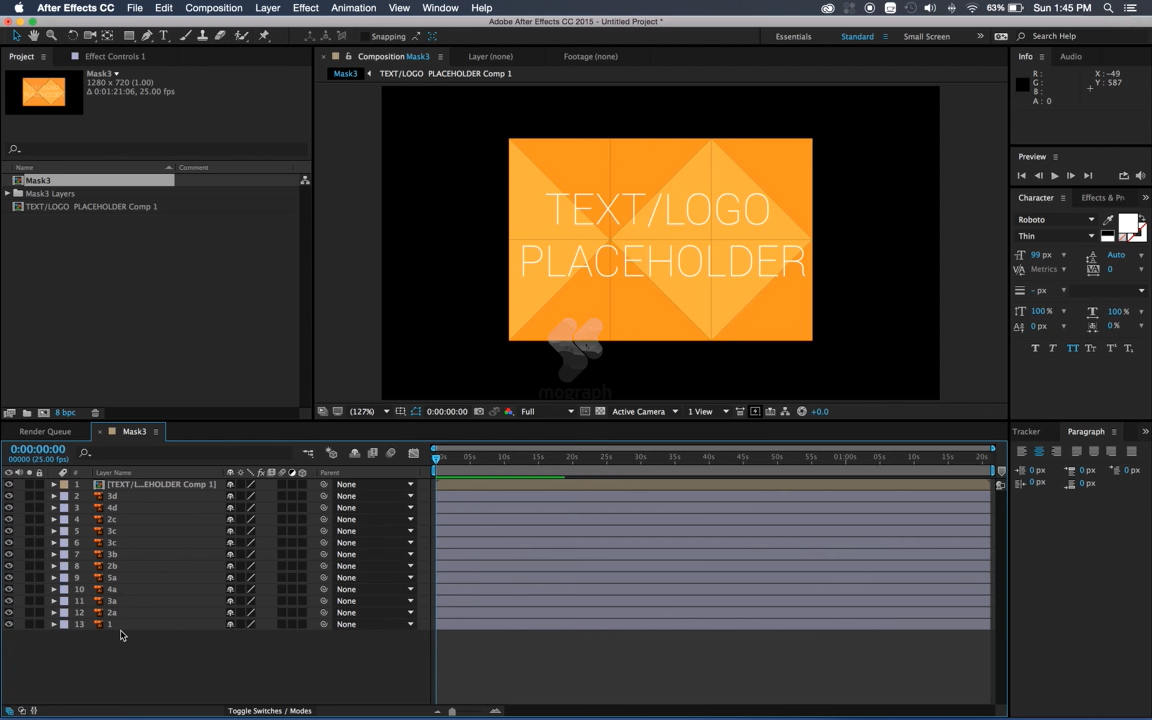 After Effects CC File Edit Composition Layer Effect Animation View Window Help 63% Sun 1:45 PM
Adobe After Effects CC 2015 - Untitled Project *
Snapping Essentials Standard Small Screen Search Help
Project Effect Controls 1 Composition Mask3 Layer (none) Footage (none) Info Audio
Mask3 Mask3 TEXT/LOGO PLACEHOLDER Comp 1
1280 x 720 (1.00)
Δ 0:01:21:06, 25.00 fps
R: X: -49
G: Y: 587
B:
A: 0
Preview
Name Comment
Mask3
Mask3 Layers
TEXT/LOGO PLACEHOLDER Comp 1
Character Effects & Pr
Roboto
Thin
99 px Auto
Metrics 0
- px
100 % 100 %
0 px 0 %
T T TT Tт T¹ T₁
TEXT/LOGO
PLACEHOLDER
mograph
8 bpc (127%) 0:00:00:00 Full Active Camera 1 View +0.0
Render Queue Mask3 Tracker Paragraph
0:00:00:00
00000 (25.00 fps)
# Layer Name Parent
0s 05s 10s 15s 20s 25s 30s 35s 40s 45s 50s 55s 1:00s 05s 10s 15s 20s
0 px 0 px 0 px
0 px 0 px
1 [TEXT/L...EHOLDER Comp 1] None
2 3d None
3 4d None
4 2c None
5 3c None
6 3c None
7 3b None
8 2b None
9 5a None
10 4a None
11 3a None
12 2a None
13 1 None
Toggle Switches / Modes